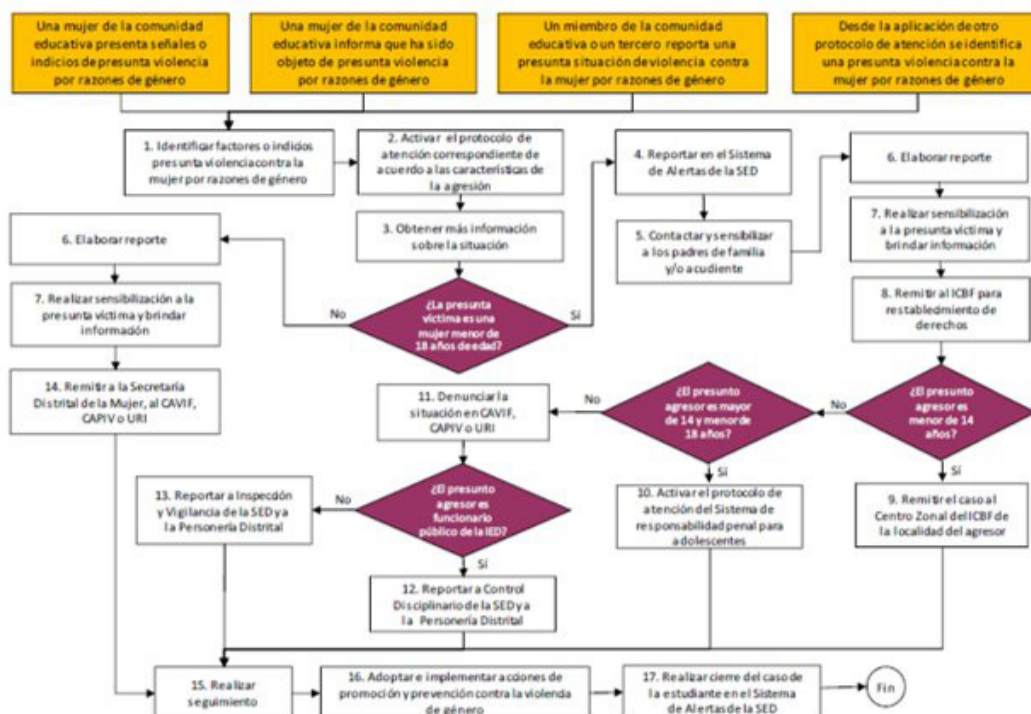 Una mujer de la comunidad
educativa presenta señales o
indicios de presunta violencia
por razones de género
Una mujer de la comunidad
educativa informa que ha sido
objeto de presunta violencia
por razones de género
Un miembro de la comunidad
educativa o un tercero reporta una
presunta situación de violencia contra
la mujer por razones de género
Desde la aplicación de otro
protocolo de atención se identifica
una presunta violencia contra la
mujer por razones de género
1. Identificar factores o indicios
presunta violencia contra la
mujer por razones de género
2. Activar el protocolo de
atención correspondiente de
acuerdo a las características de
la agresión
3. Obtener más información
sobre la situación
¿La presunta
víctima es una
mujer menor de
18 años de edad?
No
Sí
4. Reportar en el Sistema
de Alertas de la SED
5. Contactar y sensibilizar
a los padres de familia
y/o acudiente
6. Elaborar reporte
7. Realizar sensibilización
a la presunta víctima y
brindar información
8. Remitir al ICBF para
restablecimiento de
derechos
6. Elaborar reporte
7. Realizar sensibilización a la
presunta víctima y brindar
información
14. Remitir a la Secretaría
Distrital de la Mujer, al CAVIF,
CAPIV o URI
¿El presunto
agresor es
menor de 14
años?
No
Sí
¿El presunto
agresor es mayor
de 14 y menor de
18 años?
No
Sí
11. Denunciar la
situación en CAVIF,
CAPIV o URI
¿El presunto
agresor es
funcionario
público de la IED?
No
Sí
13. Reportar a Inspección
y Vigilancia de la SED y a
la Personería Distrital
10. Activar el protocolo de
atención del Sistema de
responsabilidad penal para
adolescentes
9. Remitir el caso al
Centro Zonal del ICBF de
la localidad del agresor
12. Reportar a Control
Disciplinario de la SED y a
la Personería Distrital
15. Realizar
seguimiento
16. Adoptar e implementar acciones de
promoción y prevención contra la violencia
de género
17. Realizar cierre del caso de
la estudiante en el Sistema
de Alertas de la SED
Fin